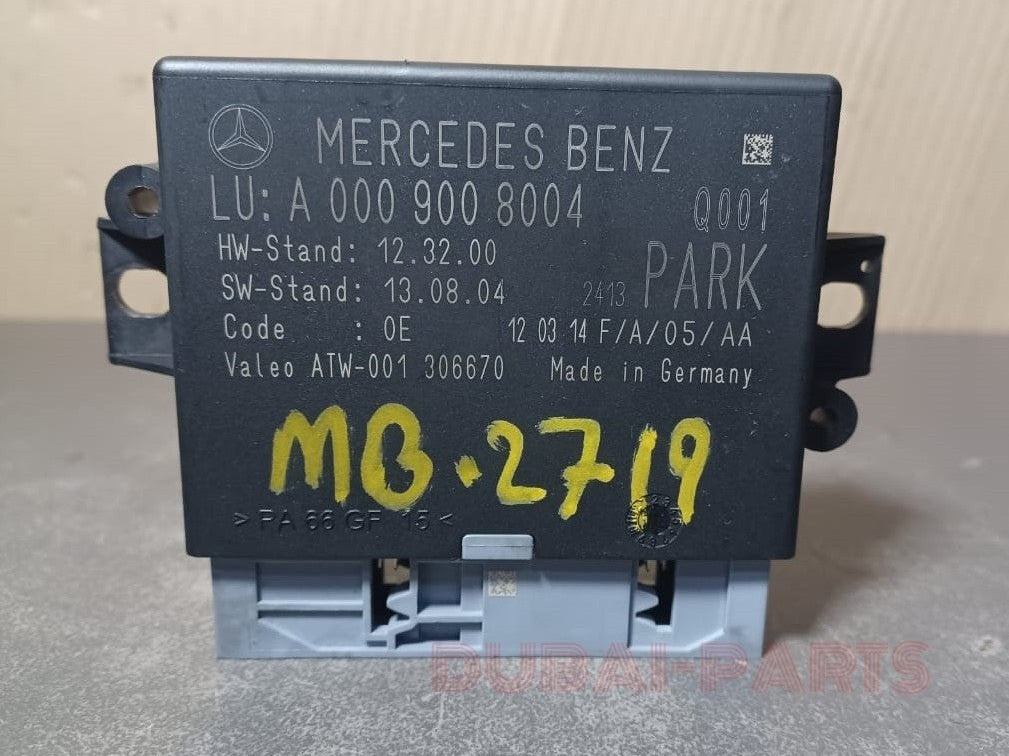 MERCEDES BENZ
LU: A 000 900 8004 Q001
HW-Stand: 12.32.00
SW-Stand: 13.08.04 2413 PARK
Code : 0E 12 03 14 F/A/05/AA
Valeo ATW-001 306670 Made in Germany
MB.2719
>PA 66 GF 15<
DUBAI-PARTS